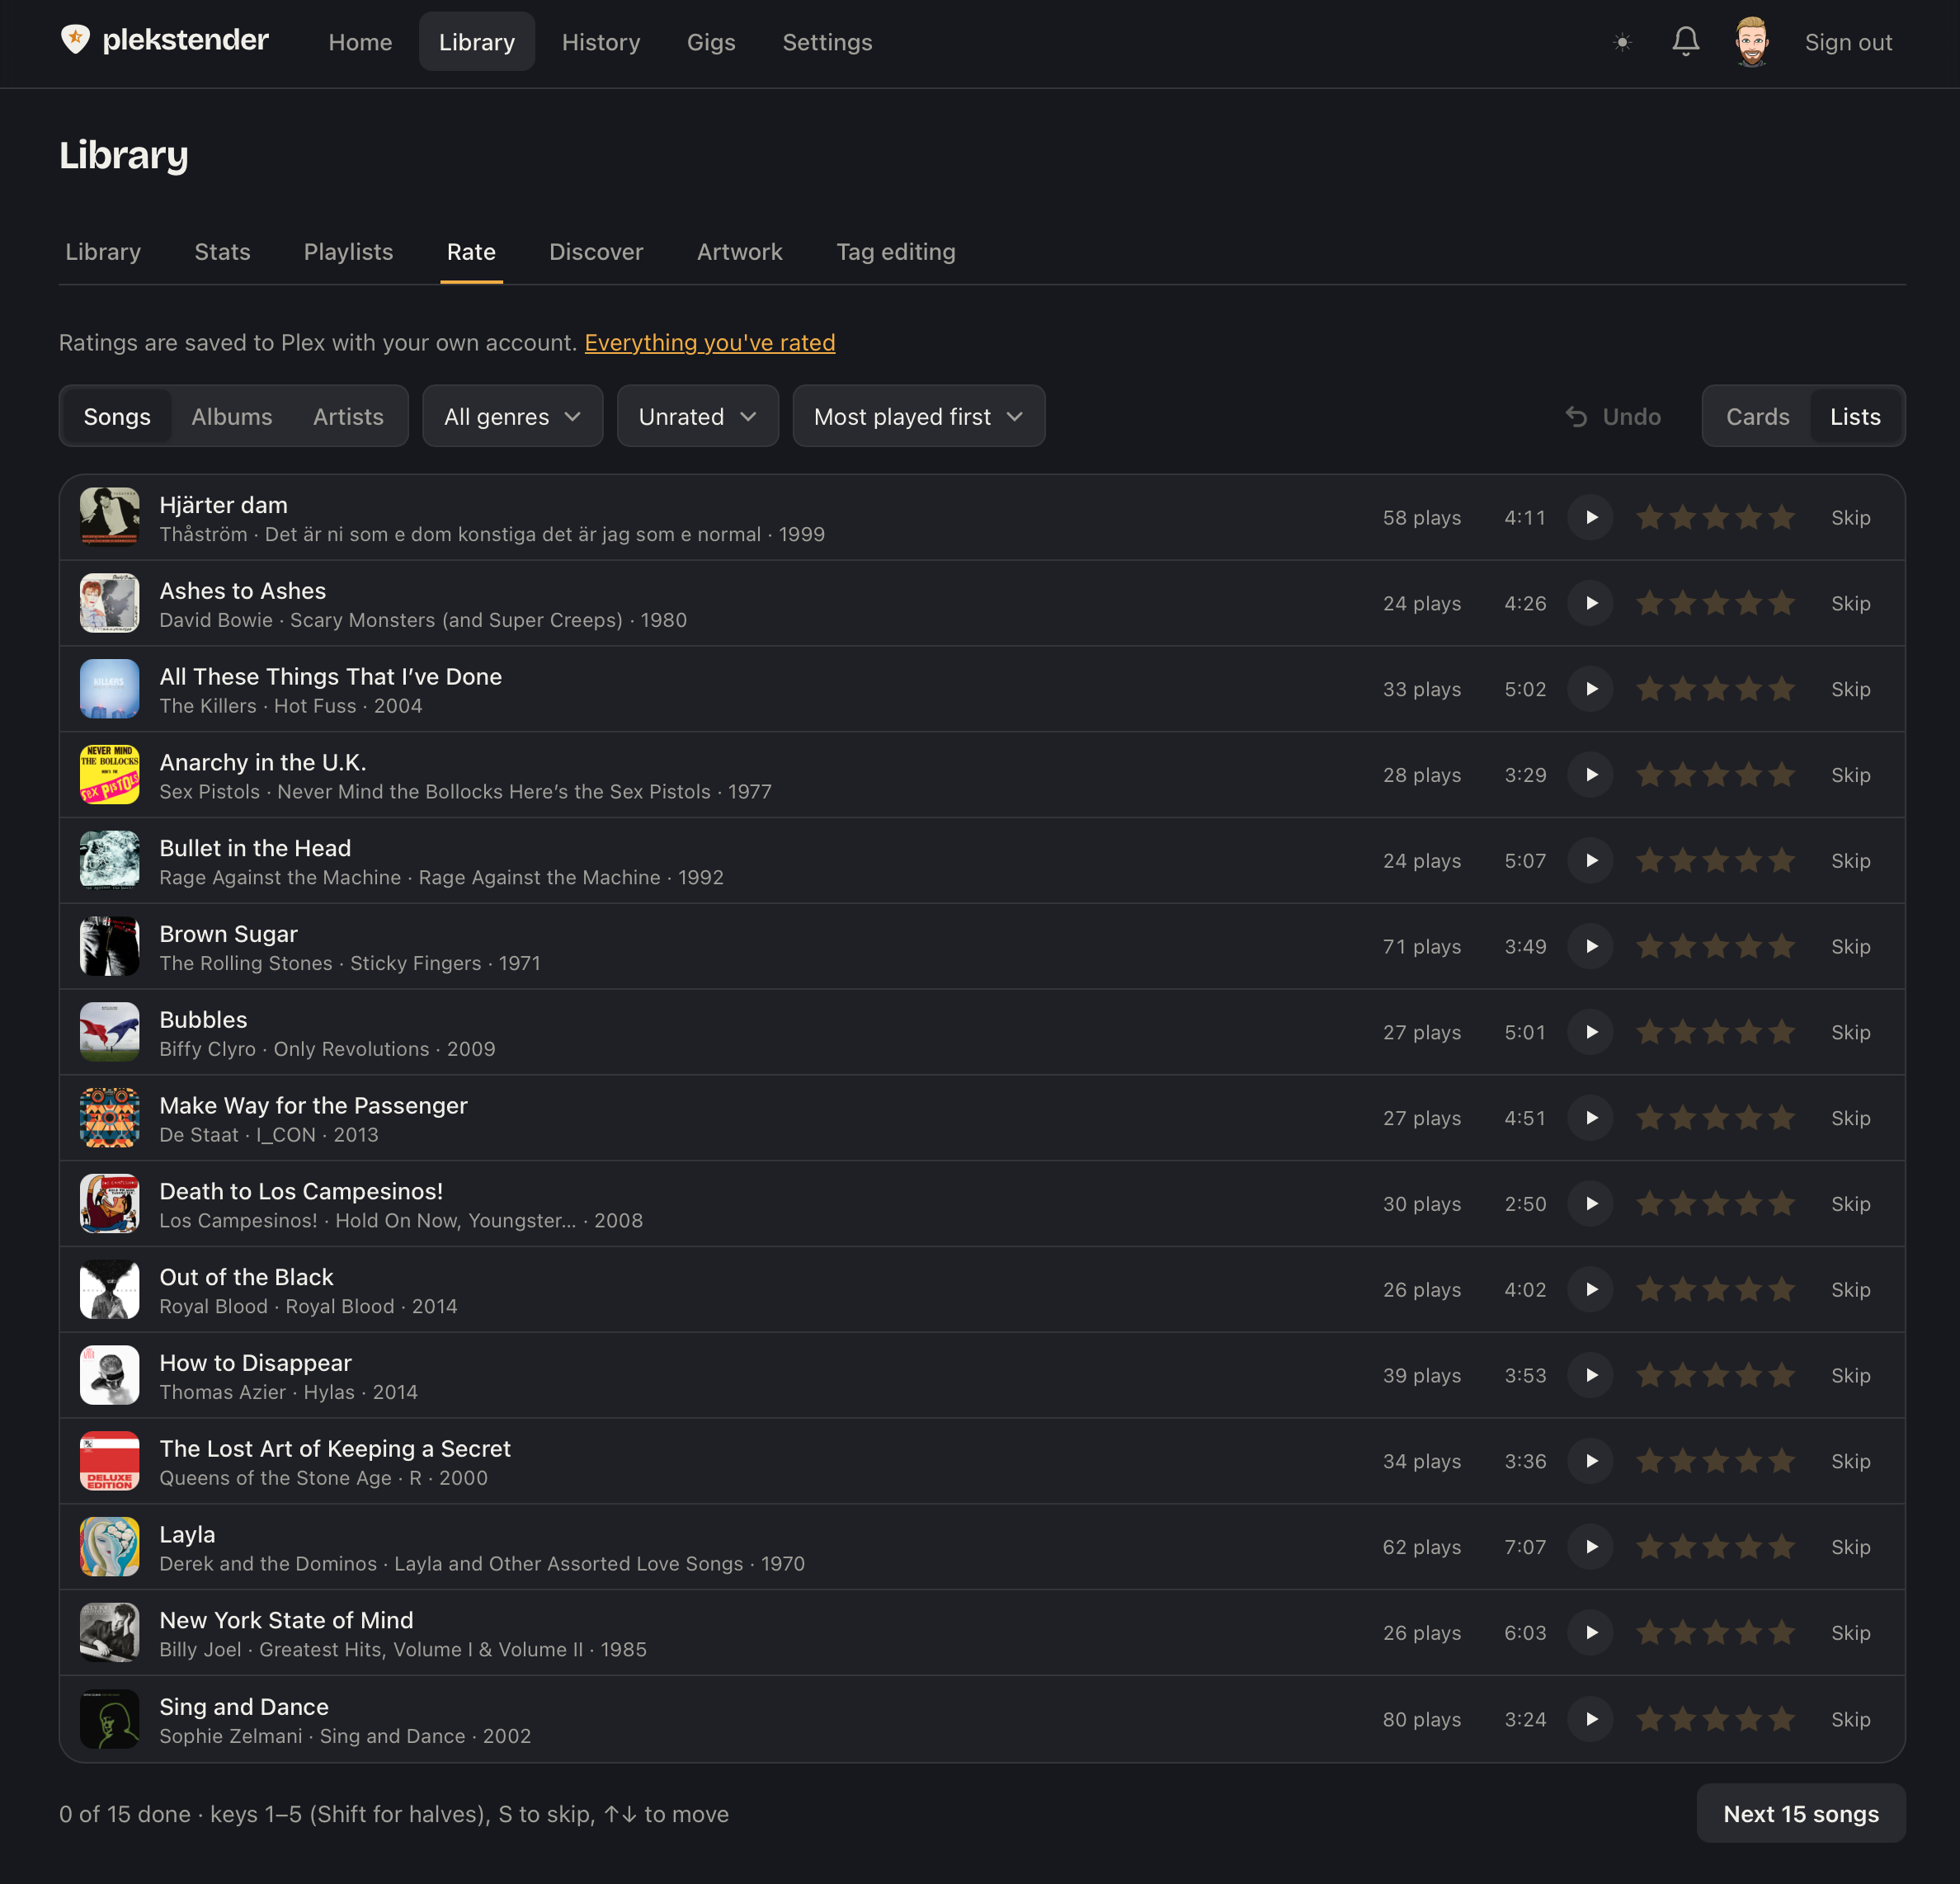 plekstender Home Library History Gigs Settings Sign out
Library
Library Stats Playlists Rate Discover Artwork Tag editing
Ratings are saved to Plex with your own account. Everything you've rated
Songs Albums Artists All genres Unrated Most played first Undo Cards Lists
Hjärter dam
Thåström · Det är ni som e dom konstiga det är jag som e normal · 1999
58 plays 4:11 Skip
Ashes to Ashes
David Bowie · Scary Monsters (and Super Creeps) · 1980
24 plays 4:26 Skip
KILLERS
All These Things That I’ve Done
The Killers · Hot Fuss · 2004
33 plays 5:02 Skip
NEVER MIND
THE BOLLOCKS
SEX PISTOLS
Anarchy in the U.K.
Sex Pistols · Never Mind the Bollocks Here’s the Sex Pistols · 1977
28 plays 3:29 Skip
Bullet in the Head
Rage Against the Machine · Rage Against the Machine · 1992
24 plays 5:07 Skip
Brown Sugar
The Rolling Stones · Sticky Fingers · 1971
71 plays 3:49 Skip
Bubbles
Biffy Clyro · Only Revolutions · 2009
27 plays 5:01 Skip
Make Way for the Passenger
De Staat · I_CON · 2013
27 plays 4:51 Skip
Death to Los Campesinos!
Los Campesinos! · Hold On Now, Youngster... · 2008
30 plays 2:50 Skip
Out of the Black
Royal Blood · Royal Blood · 2014
26 plays 4:02 Skip
How to Disappear
Thomas Azier · Hylas · 2014
39 plays 3:53 Skip
DELUXE
EDITION
The Lost Art of Keeping a Secret
Queens of the Stone Age · R · 2000
34 plays 3:36 Skip
Layla
Derek and the Dominos · Layla and Other Assorted Love Songs · 1970
62 plays 7:07 Skip
New York State of Mind
Billy Joel · Greatest Hits, Volume I & Volume II · 1985
26 plays 6:03 Skip
Sing and Dance
Sophie Zelmani · Sing and Dance · 2002
80 plays 3:24 Skip
0 of 15 done · keys 1–5 (Shift for halves), S to skip, ↑↓ to move
Next 15 songs